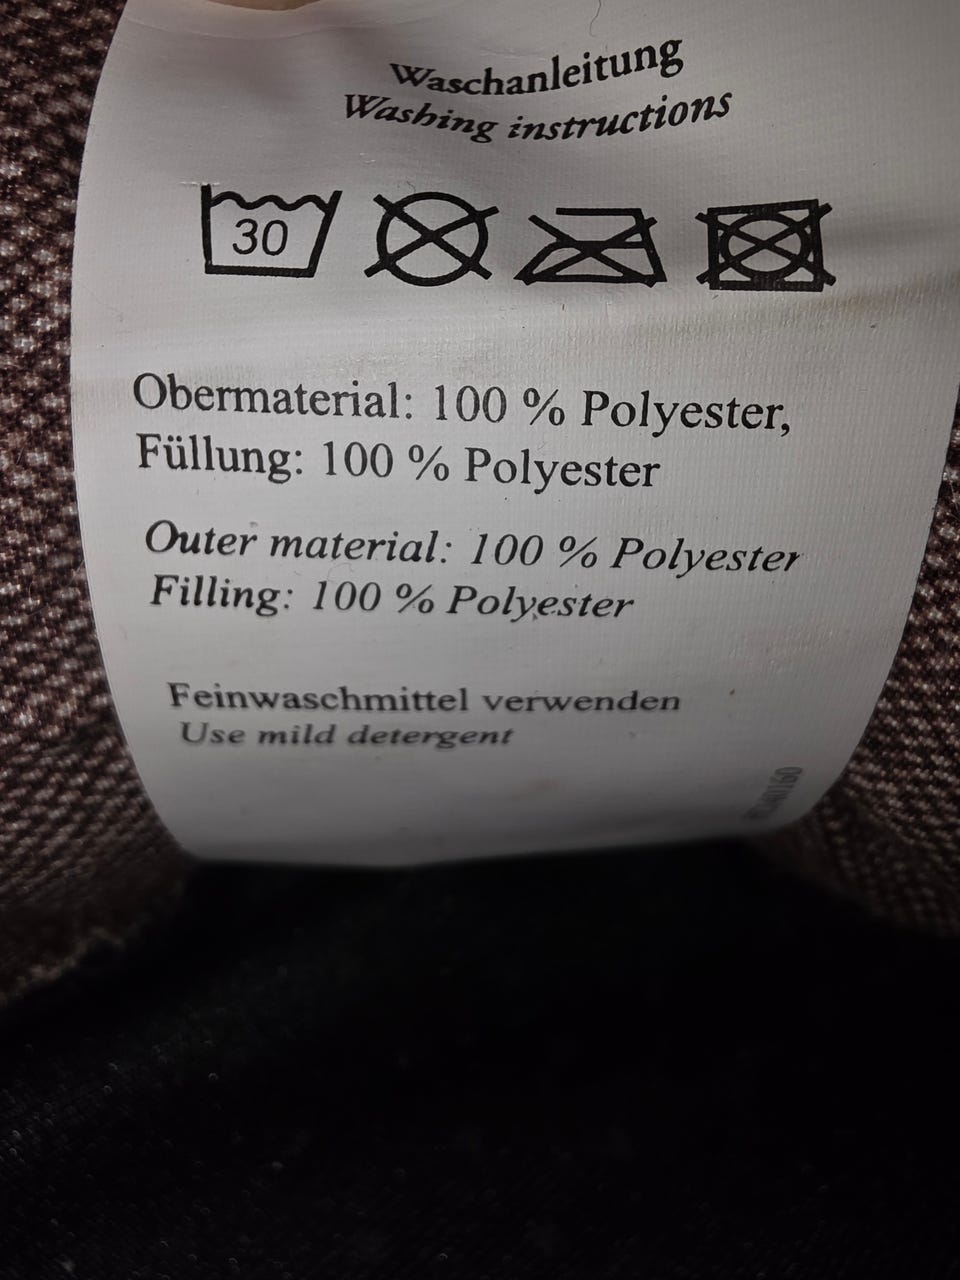 Waschanleitung
Washing instructions
30
Obermaterial: 100 % Polyester,
Füllung: 100 % Polyester
Outer material: 100 % Polyester
Filling: 100 % Polyester
Feinwaschmittel verwenden
Use mild detergent